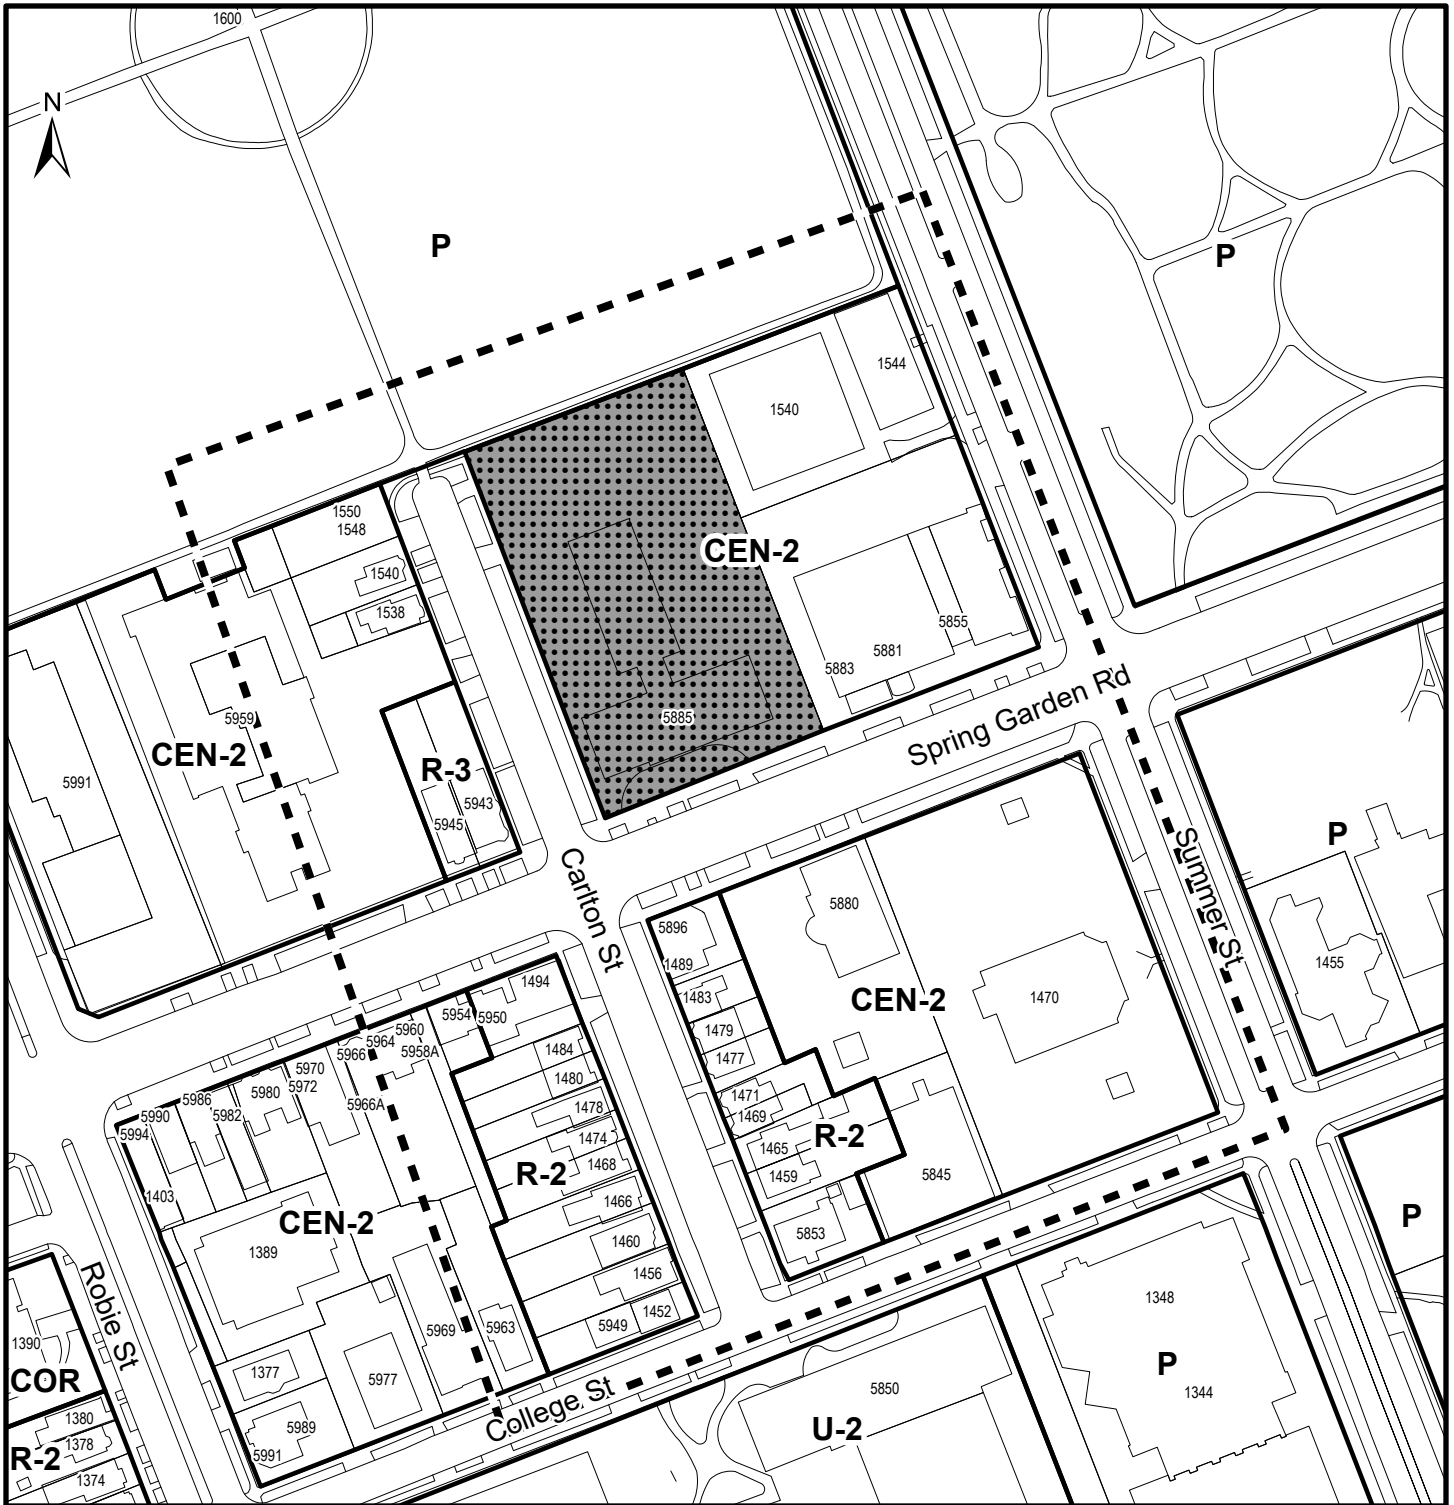 1600
N
P
P
1544
1540
1550
1548
1540
1538
CEN-2
5855
5881
5883
5885
5959
CEN-2
5991
R-3
5943
5945
Spring Garden Rd
Carlton St
Summer St
P
5880
5896
1489
1483
1479
1477
1471
1469
1465
1459
5853
R-2
CEN-2
1470
5845
1455
1494
5950
5954
5960
5958A
5964
5966
5966A
5970
5972
5980
5982
5986
5990
5994
1403
1484
1480
1478
1474
1468
1466
1460
1456
1452
5949
R-2
CEN-2
1389
5969
5963
1377
5977
5989
5991
Robie St
College St
1390
COR
1380
1378
1374
R-2
5850
U-2
1348
P
1344
P